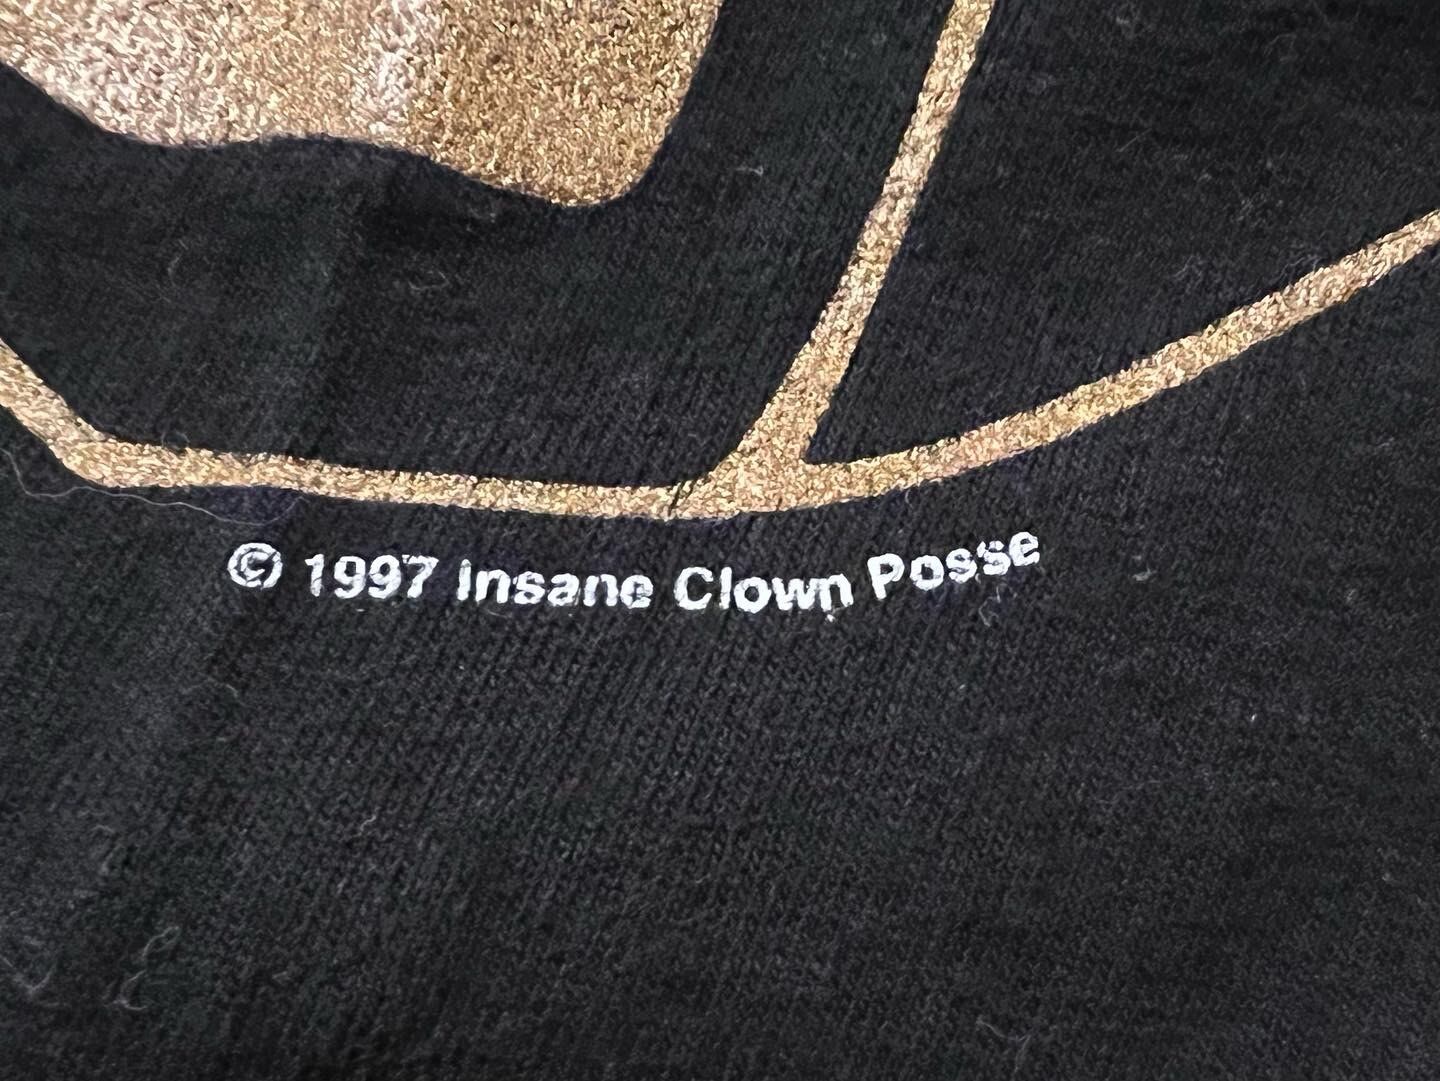 © 1997 Insane Clown Posse